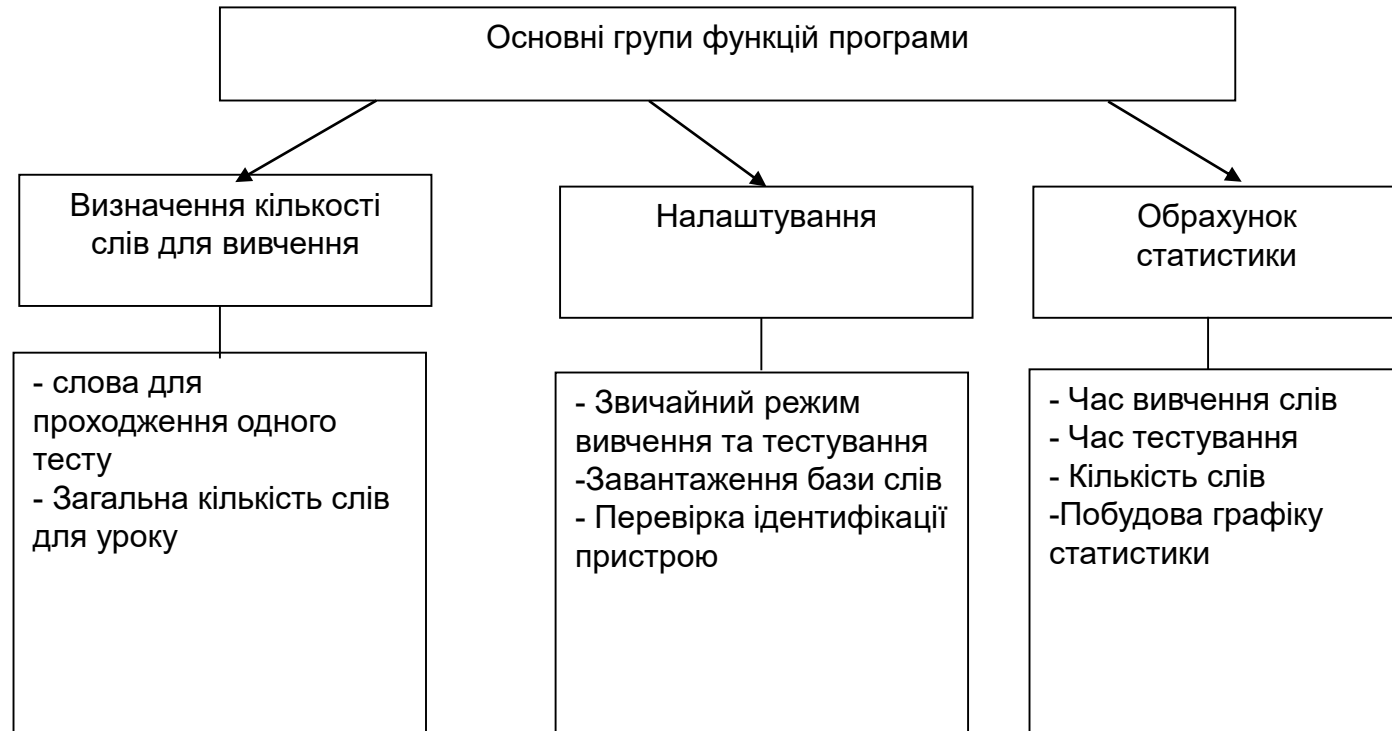 Основні групи функцій програми
Визначення кількості
слів для вивчення
Налаштування
Обрахунок
статистики
- слова для
проходження одного
тесту
- Загальна кількість слів
для уроку
- Звичайний режим
вивчення та тестування
-Завантаження бази слів
- Перевірка ідентифікації
пристрою
- Час вивчення слів
- Час тестування
- Кількість слів
-Побудова графіку
статистики